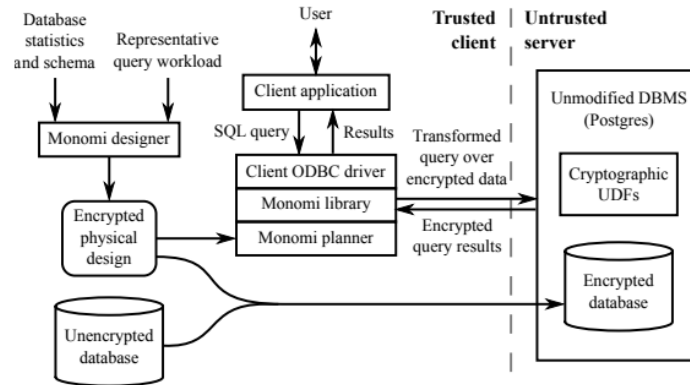 Database
statistics
and schema
Representative
query workload
User
Trusted
client
Untrusted
server
Client application
Unmodified DBMS
(Postgres)
Monomi designer
SQL query
Results
Transformed
query over
encrypted data
Client ODBC driver
Monomi library
Monomi planner
Cryptographic
UDFs
Encrypted
physical
design
Encrypted
query results
Encrypted
database
Unencrypted
database